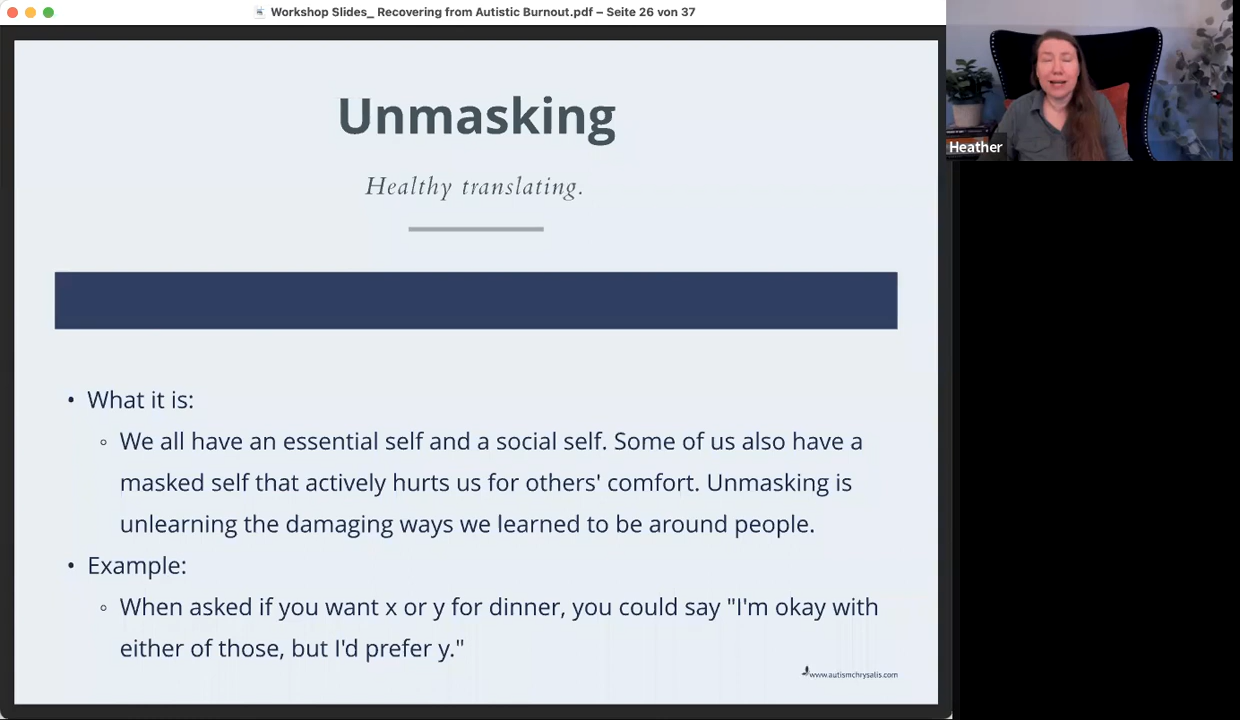 Workshop Slides_ Recovering from Autistic Burnout.pdf – Seite 26 von 37
Unmasking
Healthy translating.
Heather
• What it is:
◦ We all have an essential self and a social self. Some of us also have a
masked self that actively hurts us for others' comfort. Unmasking is
unlearning the damaging ways we learned to be around people.
• Example:
◦ When asked if you want x or y for dinner, you could say "I'm okay with
either of those, but I'd prefer y."
www.autismchrysalis.com